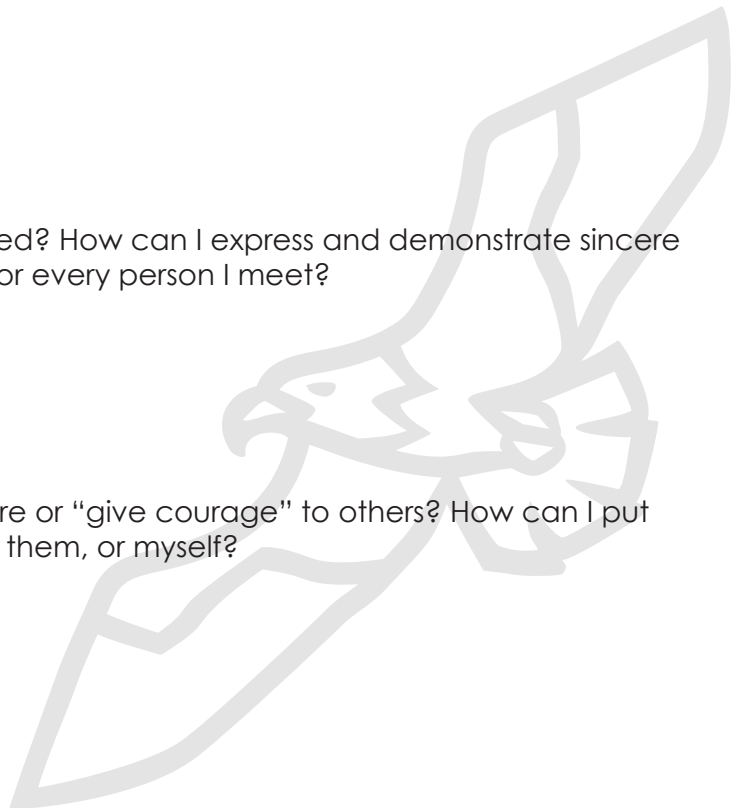 ed? How can I express and demonstrate sincere
or every person I meet?
re or “give courage” to others? How can I put
them, or myself?